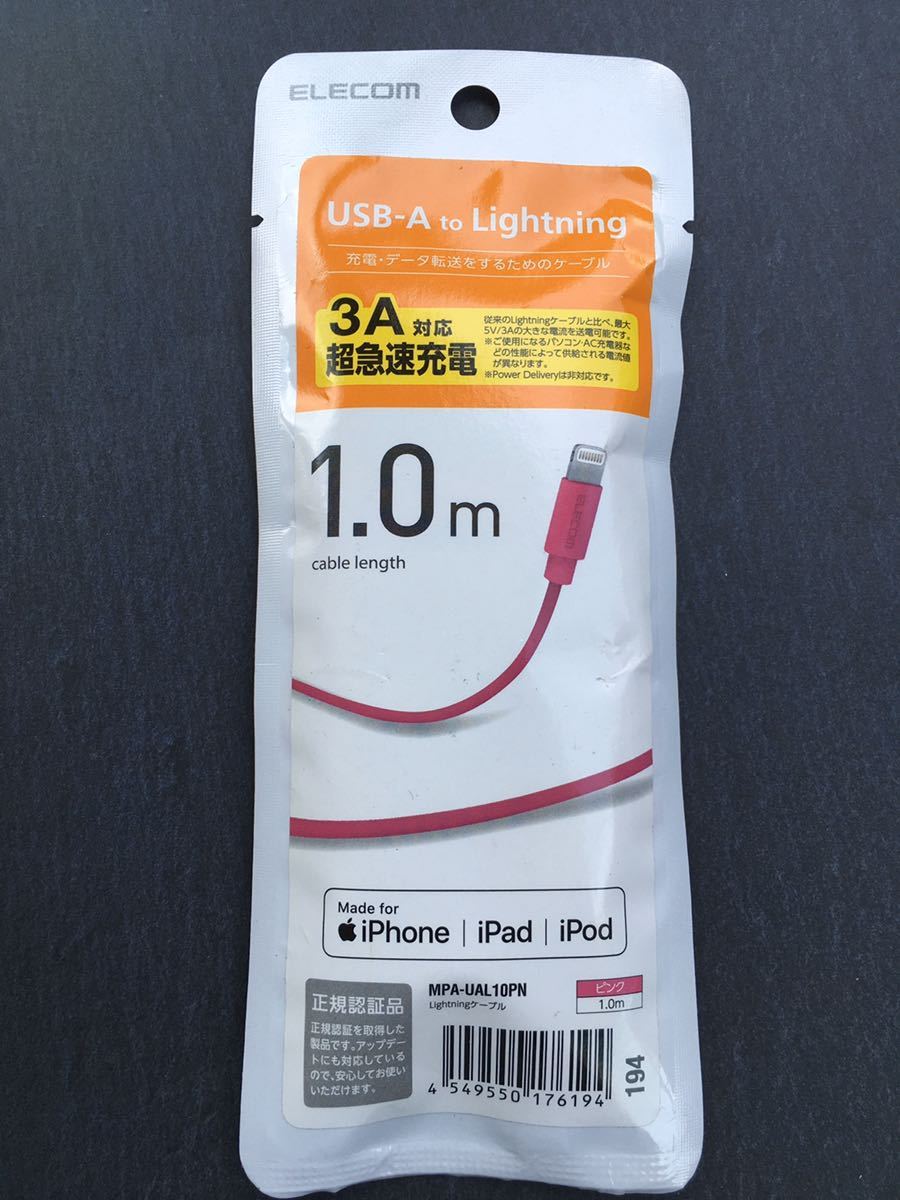 ELECOM
USB-A to Lightning
充電・データ転送をするためのケーブル
3A 対応
超急速充電
従来のLightningケーブルと比べ、最大
5V/3Aの大きな電流を送電可能です。
※ご使用になるパソコン・AC充電器な
どの性能によって供給される電流値
が異なります。
※Power Deliveryは非対応です。
1.0m
cable length
ELECOM
Made for
iPhone | iPad | iPod
正規認証品
正規認証を取得した
製品です。アップデー
トにも対応している
ので、安心してお使い
いただけます。
MPA-UAL10PN
Lightningケーブル
ピンク
1.0m
4 549550 176194
194